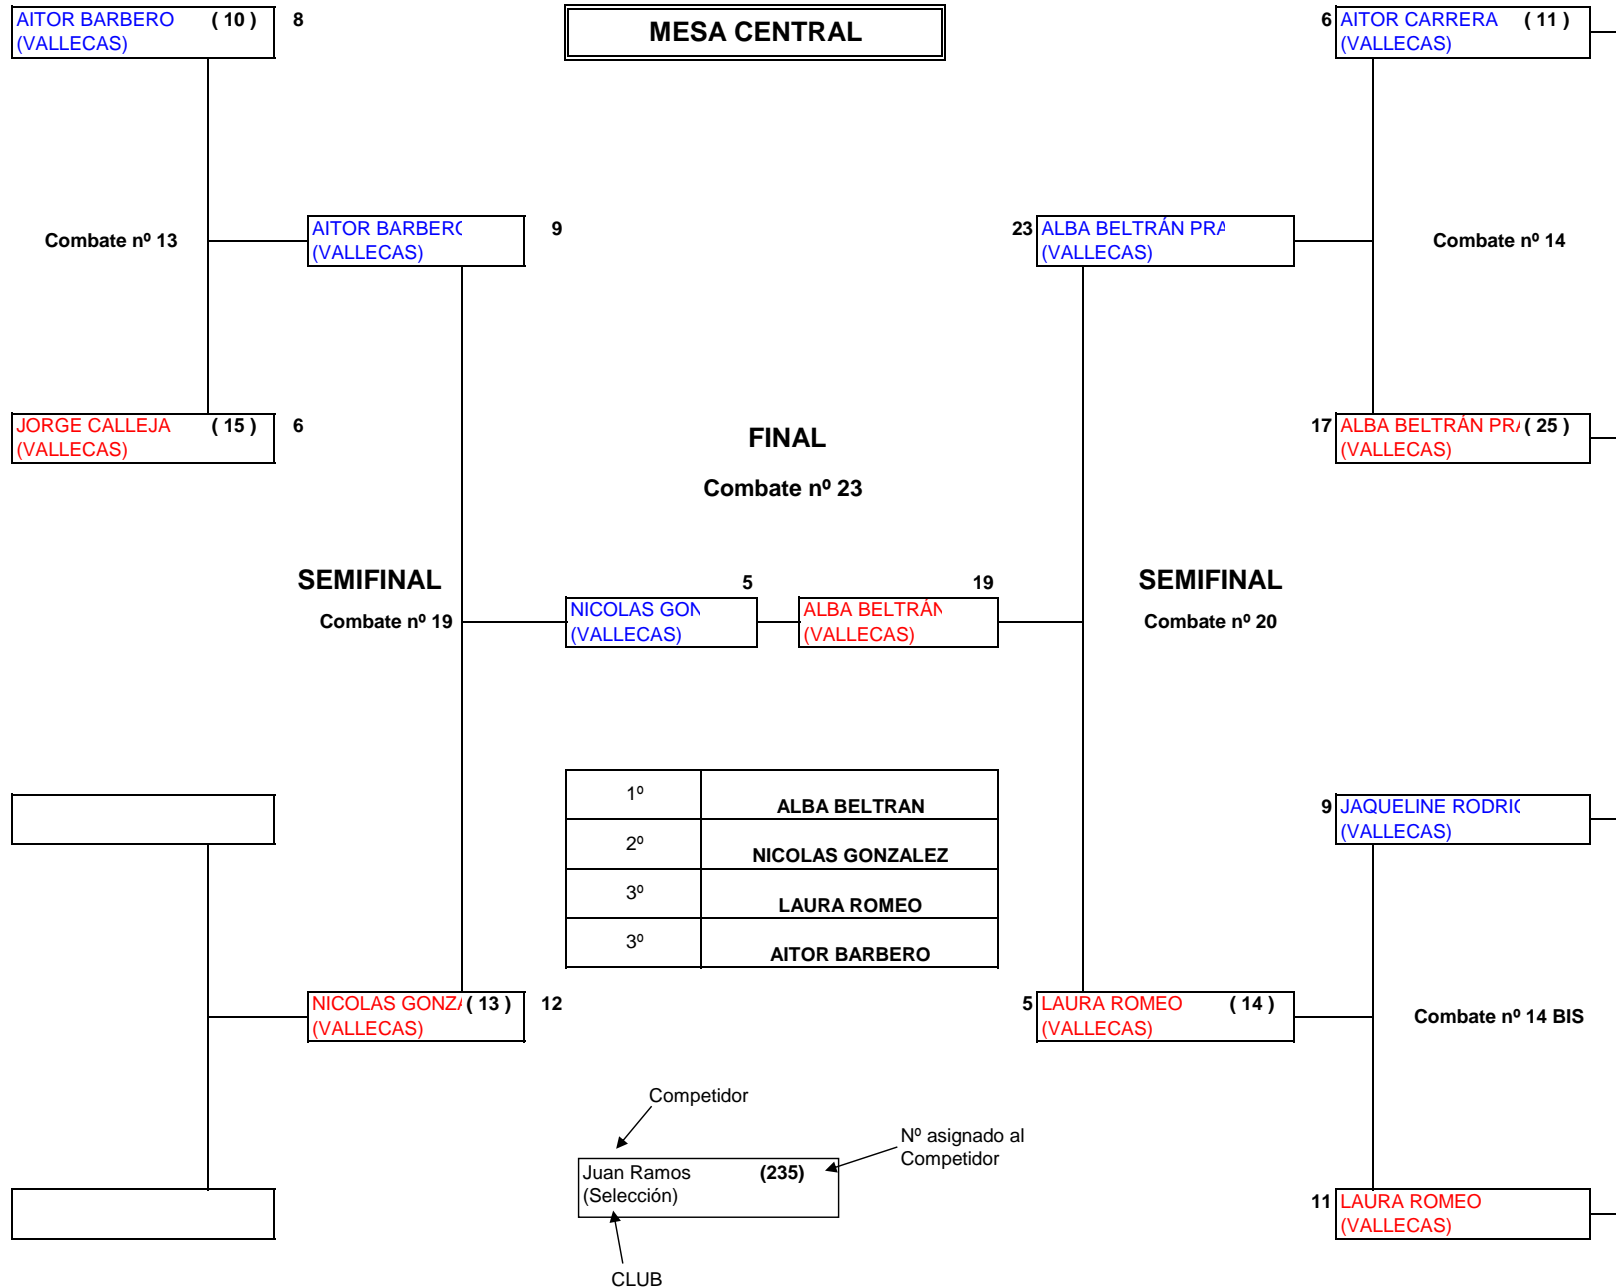 AITOR BARBERO ( 10 ) 8
(VALLECAS)
MESA CENTRAL
6 AITOR CARRERA ( 11 )
(VALLECAS)
Combate nº 13
AITOR BARBERO 9
(VALLECAS)
23 ALBA BELTRÁN PRA
(VALLECAS)
Combate nº 14
JORGE CALLEJA ( 15 ) 6
(VALLECAS)
17 ALBA BELTRÁN PRA ( 25 )
(VALLECAS)
FINAL
Combate nº 23
SEMIFINAL
Combate nº 19
5
NICOLAS GON
(VALLECAS)
19
ALBA BELTRÁN
(VALLECAS)
SEMIFINAL
Combate nº 20
1º ALBA BELTRAN
2º NICOLAS GONZALEZ
3º LAURA ROMEO
3º AITOR BARBERO
9 JAQUELINE RODRIG
(VALLECAS)
NICOLAS GONZA ( 13 ) 12
(VALLECAS)
5 LAURA ROMEO ( 14 )
(VALLECAS)
Combate nº 14 BIS
11 LAURA ROMEO
(VALLECAS)
Competidor
Nº asignado al
Competidor
Juan Ramos (235)
(Selección)
CLUB